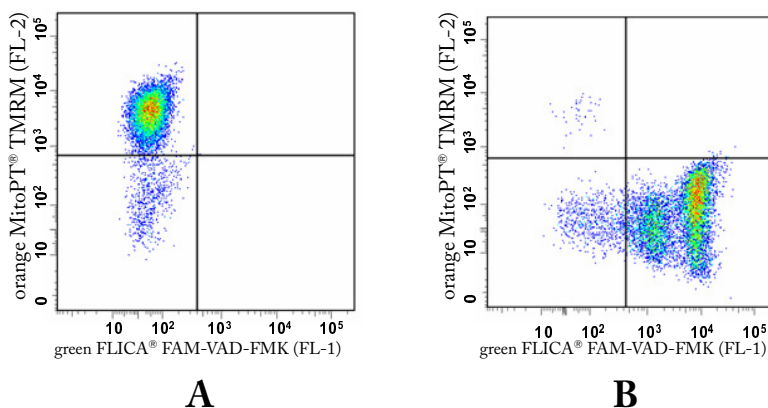 orange MitoPT® TMRM (FL-2)
10⁵
10⁴
10³
10²
10
0
10 10² 10³ 10⁴ 10⁵
green FLICA® FAM-VAD-FMK (FL-1)
A
orange MitoPT® TMRM (FL-2)
10⁵
10⁴
10³
10²
10
0
10 10² 10³ 10⁴ 10⁵
green FLICA® FAM-VAD-FMK (FL-1)
B